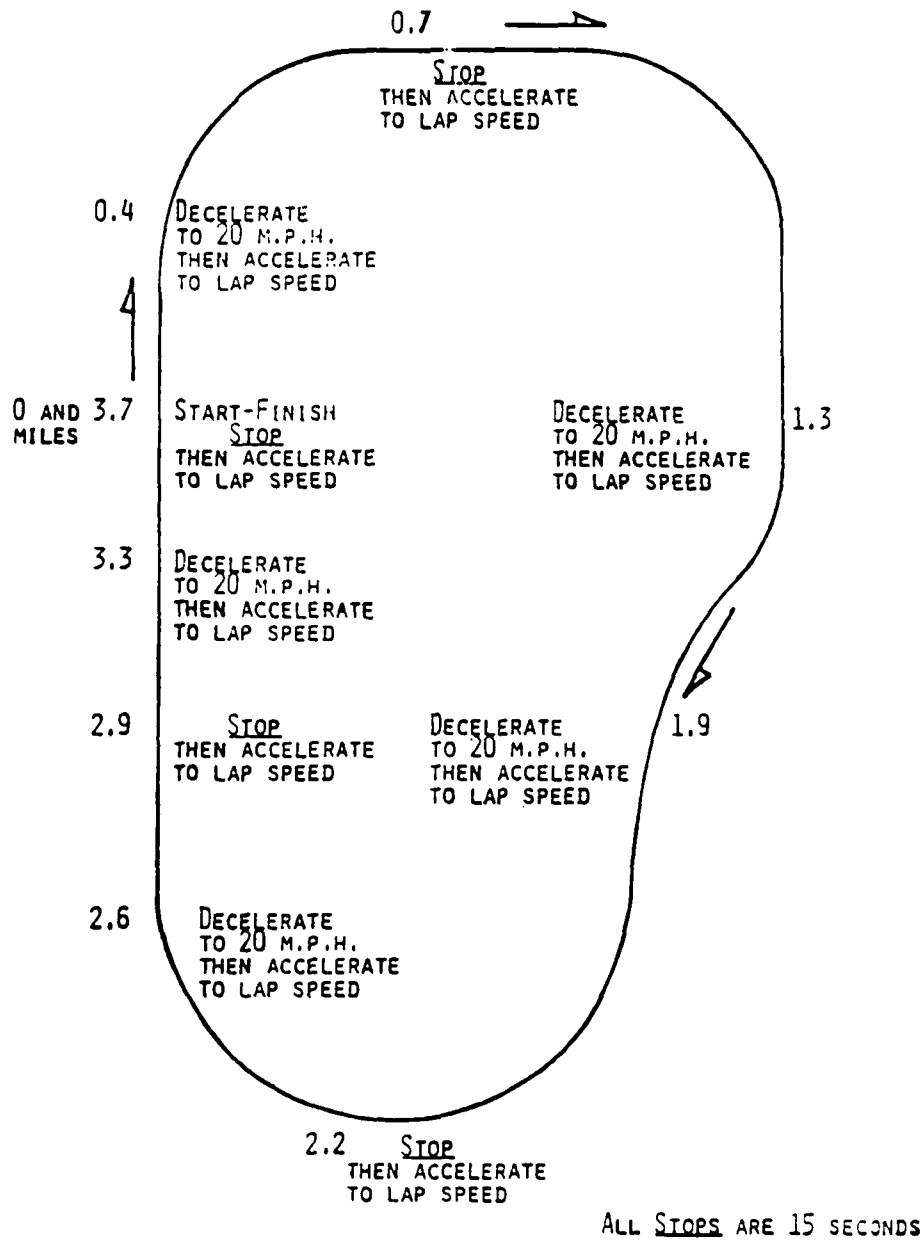 0.7
STOP
THEN ACCELERATE
TO LAP SPEED
0.4
DECELERATE
TO 20 M.P.H.
THEN ACCELERATE
TO LAP SPEED
0 AND 3.7
MILES
START-FINISH
STOP
THEN ACCELERATE
TO LAP SPEED
DECELERATE
TO 20 M.P.H.
THEN ACCELERATE
TO LAP SPEED
1.3
3.3
DECELERATE
TO 20 M.P.H.
THEN ACCELERATE
TO LAP SPEED
2.9
STOP
THEN ACCELERATE
TO LAP SPEED
DECELERATE
TO 20 M.P.H.
THEN ACCELERATE
TO LAP SPEED
1.9
2.6
DECELERATE
TO 20 M.P.H.
THEN ACCELERATE
TO LAP SPEED
2.2
STOP
THEN ACCELERATE
TO LAP SPEED
ALL STOPS ARE 15 SECONDS